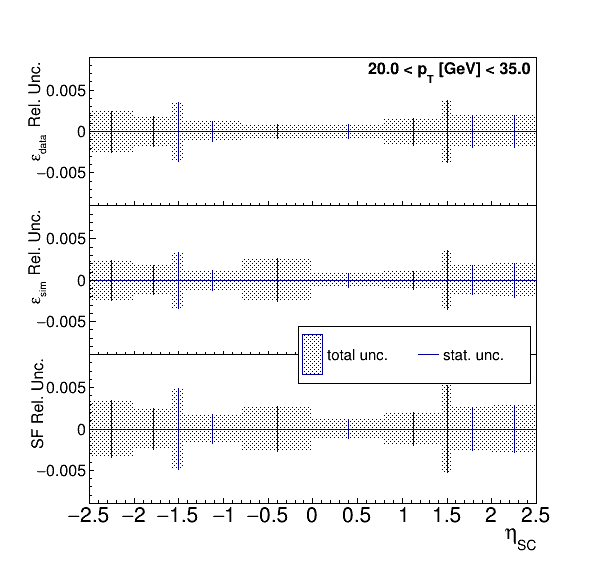 20.0 < p_T [GeV] < 35.0
ε_data Rel. Unc.
0.005
0
−0.005
ε_sim Rel. Unc.
0.005
0
−0.005
total unc.
stat. unc.
SF Rel. Unc.
0.005
0
−0.005
−2.5 −2 −1.5 −1 −0.5 0 0.5 1 1.5 2 2.5
η_SC